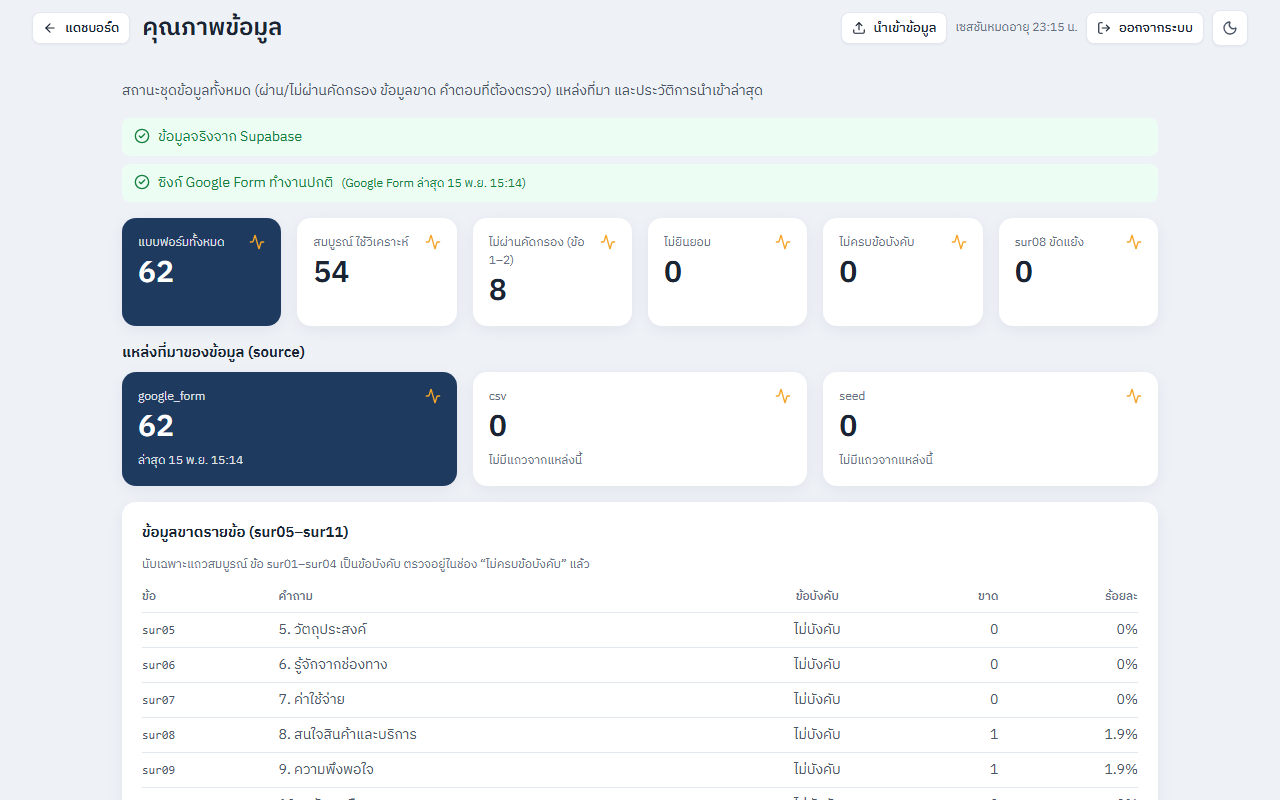 แดชบอร์ด
คุณภาพข้อมูล
นำเข้าข้อมูล
เซสชันหมดอายุ 23:15 น.
ออกจากระบบ
สถานะชุดข้อมูลทั้งหมด (ผ่าน/ไม่ผ่านคัดกรอง ข้อมูลขาด คำตอบที่ต้องตรวจ) แหล่งที่มา และประวัติการนำเข้าล่าสุด
ข้อมูลจริงจาก Supabase
ซิงก์ Google Form ทำงานปกติ (Google Form ล่าสุด 15 พ.ย. 15:14)
แบบฟอร์มทั้งหมด
62
สมบูรณ์ ใช้วิเคราะห์
54
ไม่ผ่านคัดกรอง (ข้อ
1–2)
8
ไม่ยินยอม
0
ไม่ครบข้อบังคับ
0
sur08 ขัดแย้ง
0
แหล่งที่มาของข้อมูล (source)
google_form
62
ล่าสุด 15 พ.ย. 15:14
csv
0
ไม่มีแถวจากแหล่งนี้
seed
0
ไม่มีแถวจากแหล่งนี้
ข้อมูลขาดรายข้อ (sur05–sur11)
นับเฉพาะแถวสมบูรณ์ ข้อ sur01–sur04 เป็นข้อบังคับ ตรวจอยู่ในช่อง “ไม่ครบข้อบังคับ” แล้ว
ข้อ คำถาม ข้อบังคับ ขาด ร้อยละ
sur05 5. วัตถุประสงค์ ไม่บังคับ 0 0%
sur06 6. รู้จักจากช่องทาง ไม่บังคับ 0 0%
sur07 7. ค่าใช้จ่าย ไม่บังคับ 0 0%
sur08 8. สนใจสินค้าและบริการ ไม่บังคับ 1 1.9%
sur09 9. ความพึงพอใจ ไม่บังคับ 1 1.9%